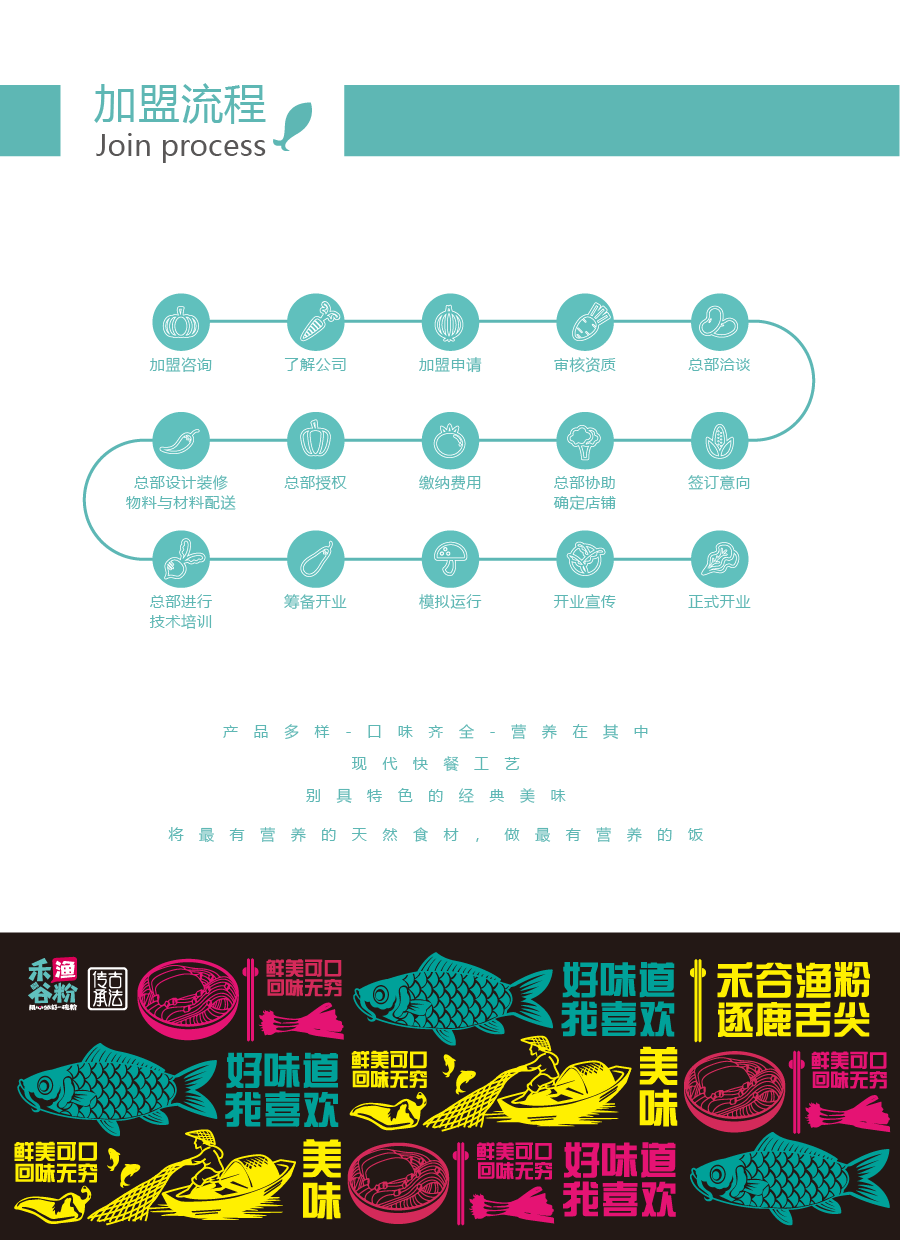 加盟流程
Join process
加盟咨询
了解公司
加盟申请
审核资质
总部洽谈
总部设计装修
物料与材料配送
总部授权
缴纳费用
总部协助
确定店铺
签订意向
总部进行
技术培训
筹备开业
模拟运行
开业宣传
正式开业
产品多样-口味齐全-营养在其中
现代快餐工艺
别具特色的经典美味
将最有营养的天然食材，做最有营养的饭
禾渔
谷粉
古法
传承
鲜美可口
回味无穷
好味道
我喜欢
禾谷渔粉
逐鹿舌尖
好味道
我喜欢
鲜美可口
回味无穷
美味
鲜美可口
回味无穷
鲜美可口
回味无穷
美味
鲜美可口
回味无穷
好味道
我喜欢